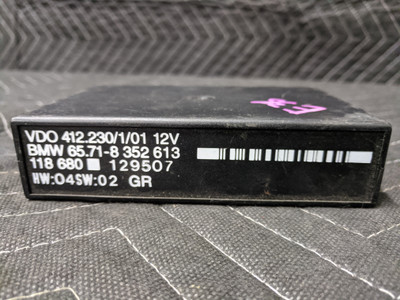 VDO 412.230/1/01 12V
BMW 65.71-8 352 613
118 680 129507
HW:04SW:02 GR